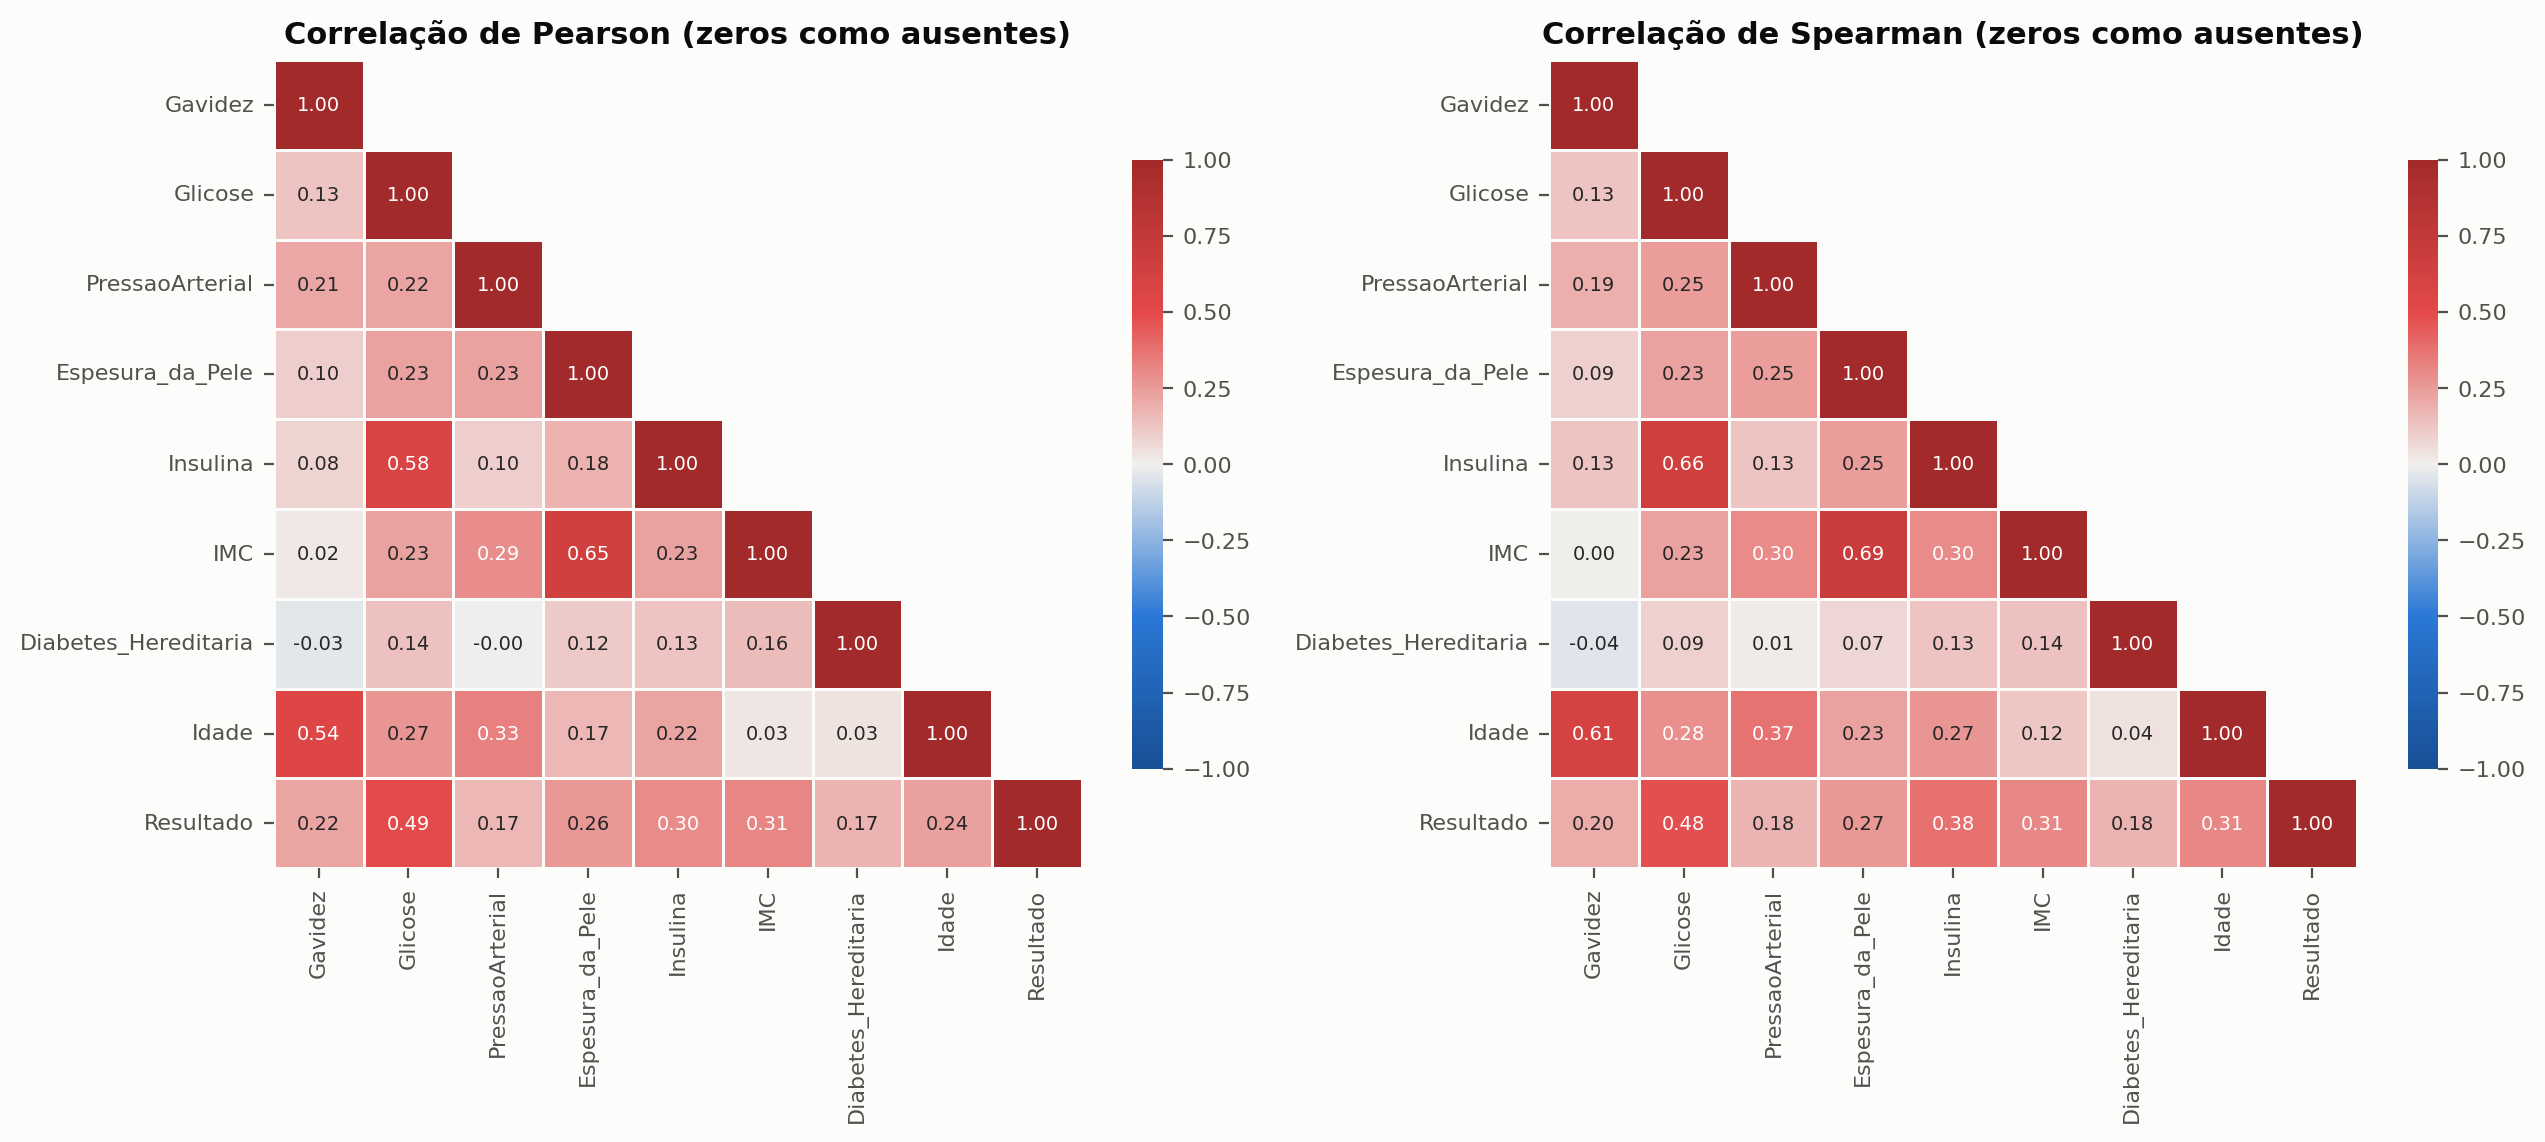 Correlação de Pearson (zeros como ausentes)
Gavidez 1.00
Glicose 0.13 1.00
PressaoArterial 0.21 0.22 1.00
Espesura_da_Pele 0.10 0.23 0.23 1.00
Insulina 0.08 0.58 0.10 0.18 1.00
IMC 0.02 0.23 0.29 0.65 0.23 1.00
Diabetes_Hereditaria -0.03 0.14 -0.00 0.12 0.13 0.16 1.00
Idade 0.54 0.27 0.33 0.17 0.22 0.03 0.03 1.00
Resultado 0.22 0.49 0.17 0.26 0.30 0.31 0.17 0.24 1.00
Gavidez
Glicose
PressaoArterial
Espesura_da_Pele
Insulina
IMC
Diabetes_Hereditaria
Idade
Resultado
1.00
0.75
0.50
0.25
0.00
−0.25
−0.50
−0.75
−1.00
Correlação de Spearman (zeros como ausentes)
Gavidez 1.00
Glicose 0.13 1.00
PressaoArterial 0.19 0.25 1.00
Espesura_da_Pele 0.09 0.23 0.25 1.00
Insulina 0.13 0.66 0.13 0.25 1.00
IMC 0.00 0.23 0.30 0.69 0.30 1.00
Diabetes_Hereditaria -0.04 0.09 0.01 0.07 0.13 0.14 1.00
Idade 0.61 0.28 0.37 0.23 0.27 0.12 0.04 1.00
Resultado 0.20 0.48 0.18 0.27 0.38 0.31 0.18 0.31 1.00
Gavidez
Glicose
PressaoArterial
Espesura_da_Pele
Insulina
IMC
Diabetes_Hereditaria
Idade
Resultado
1.00
0.75
0.50
0.25
0.00
−0.25
−0.50
−0.75
−1.00